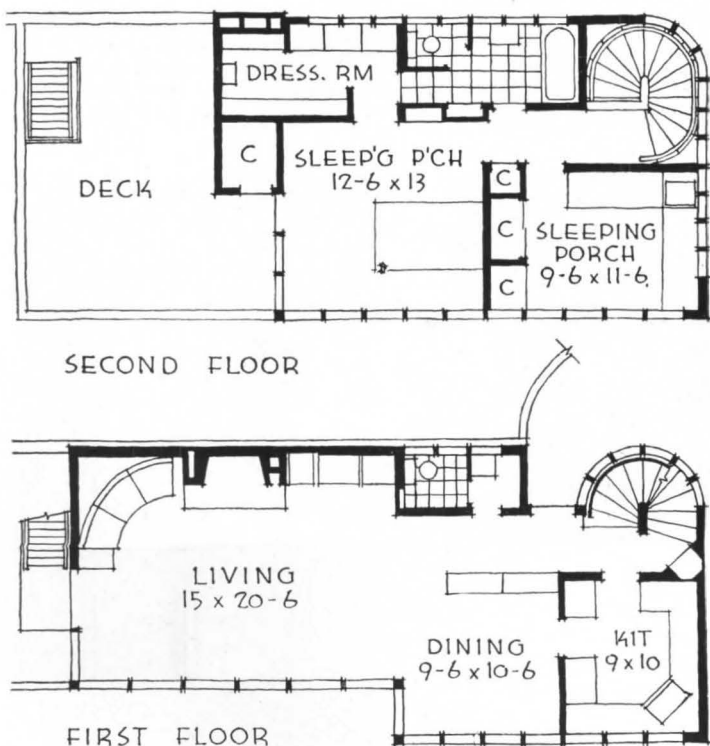 DRESS. RM
C
SLEEP'G P'CH
12-6 x 13
DECK
C
C
C
SLEEPING
PORCH
9-6 x 11-6
SECOND FLOOR
LIVING
15 x 20-6
DINING
9-6 x 10-6
KIT
9 x 10
FIRST FLOOR